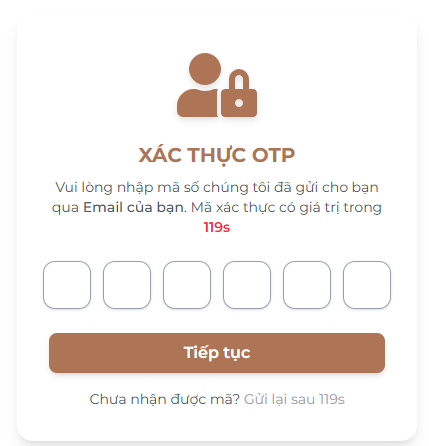 XÁC THỰC OTP
Vui lòng nhập mã số chúng tôi đã gửi cho bạn
qua Email của bạn. Mã xác thực có giá trị trong
119s
Tiếp tục
Chưa nhận được mã? Gửi lại sau 119s